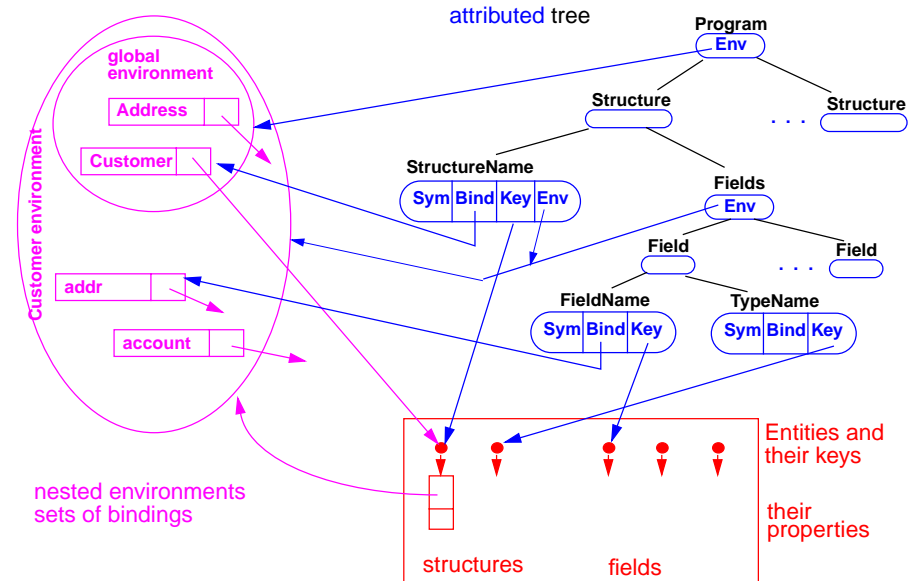 attributed tree
Program
Env
global
environment
Address
Customer
Customer environment
Structure
. . .
Structure
StructureName
Sym Bind Key Env
Fields
Env
Field
. . .
Field
addr
FieldName
TypeName
Sym Bind Key
Sym Bind Key
account
Entities and
their keys
nested environments
sets of bindings
their
properties
structures
fields